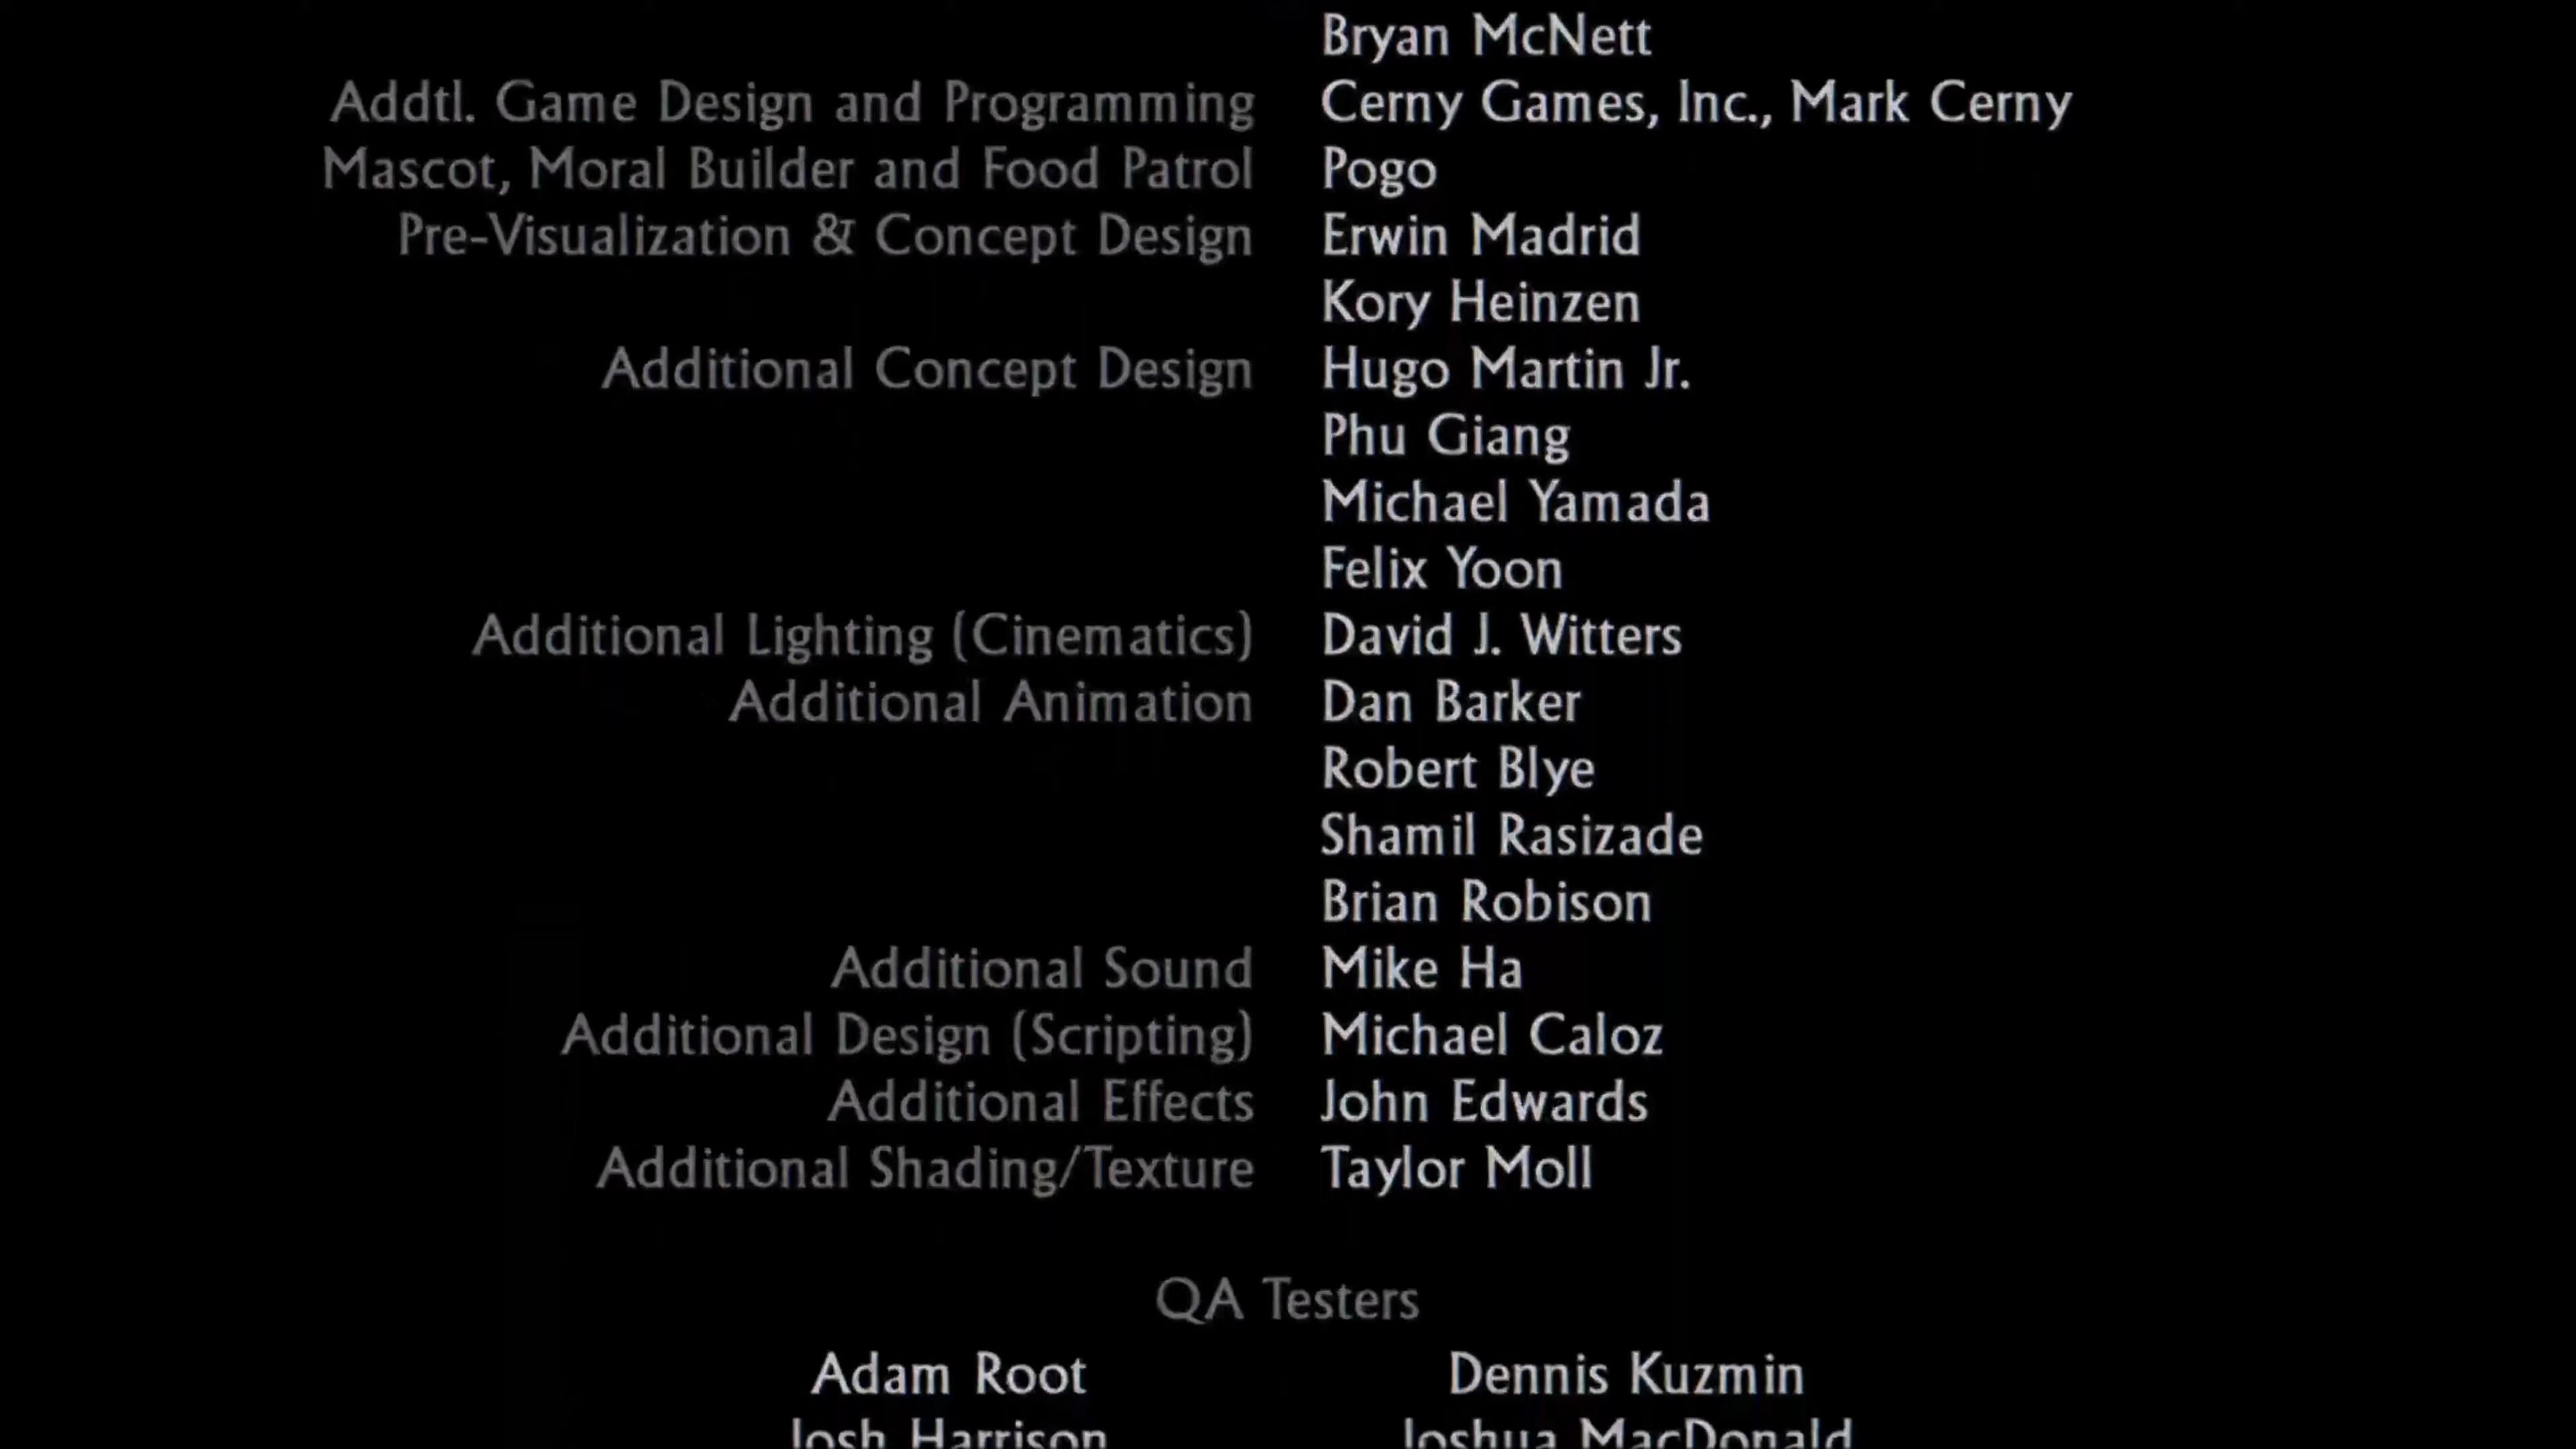 Bryan McNett
Addtl. Game Design and Programming Cerny Games, Inc., Mark Cerny
Mascot, Moral Builder and Food Patrol Pogo
Pre-Visualization & Concept Design Erwin Madrid
Kory Heinzen
Additional Concept Design Hugo Martin Jr.
Phu Giang
Michael Yamada
Felix Yoon
Additional Lighting (Cinematics) David J. Witters
Additional Animation Dan Barker
Robert Blye
Shamil Rasizade
Brian Robison
Additional Sound Mike Ha
Additional Design (Scripting) Michael Caloz
Additional Effects John Edwards
Additional Shading/Texture Taylor Moll
QA Testers
Adam Root Dennis Kuzmin
Josh Harrison Joshua MacDonald